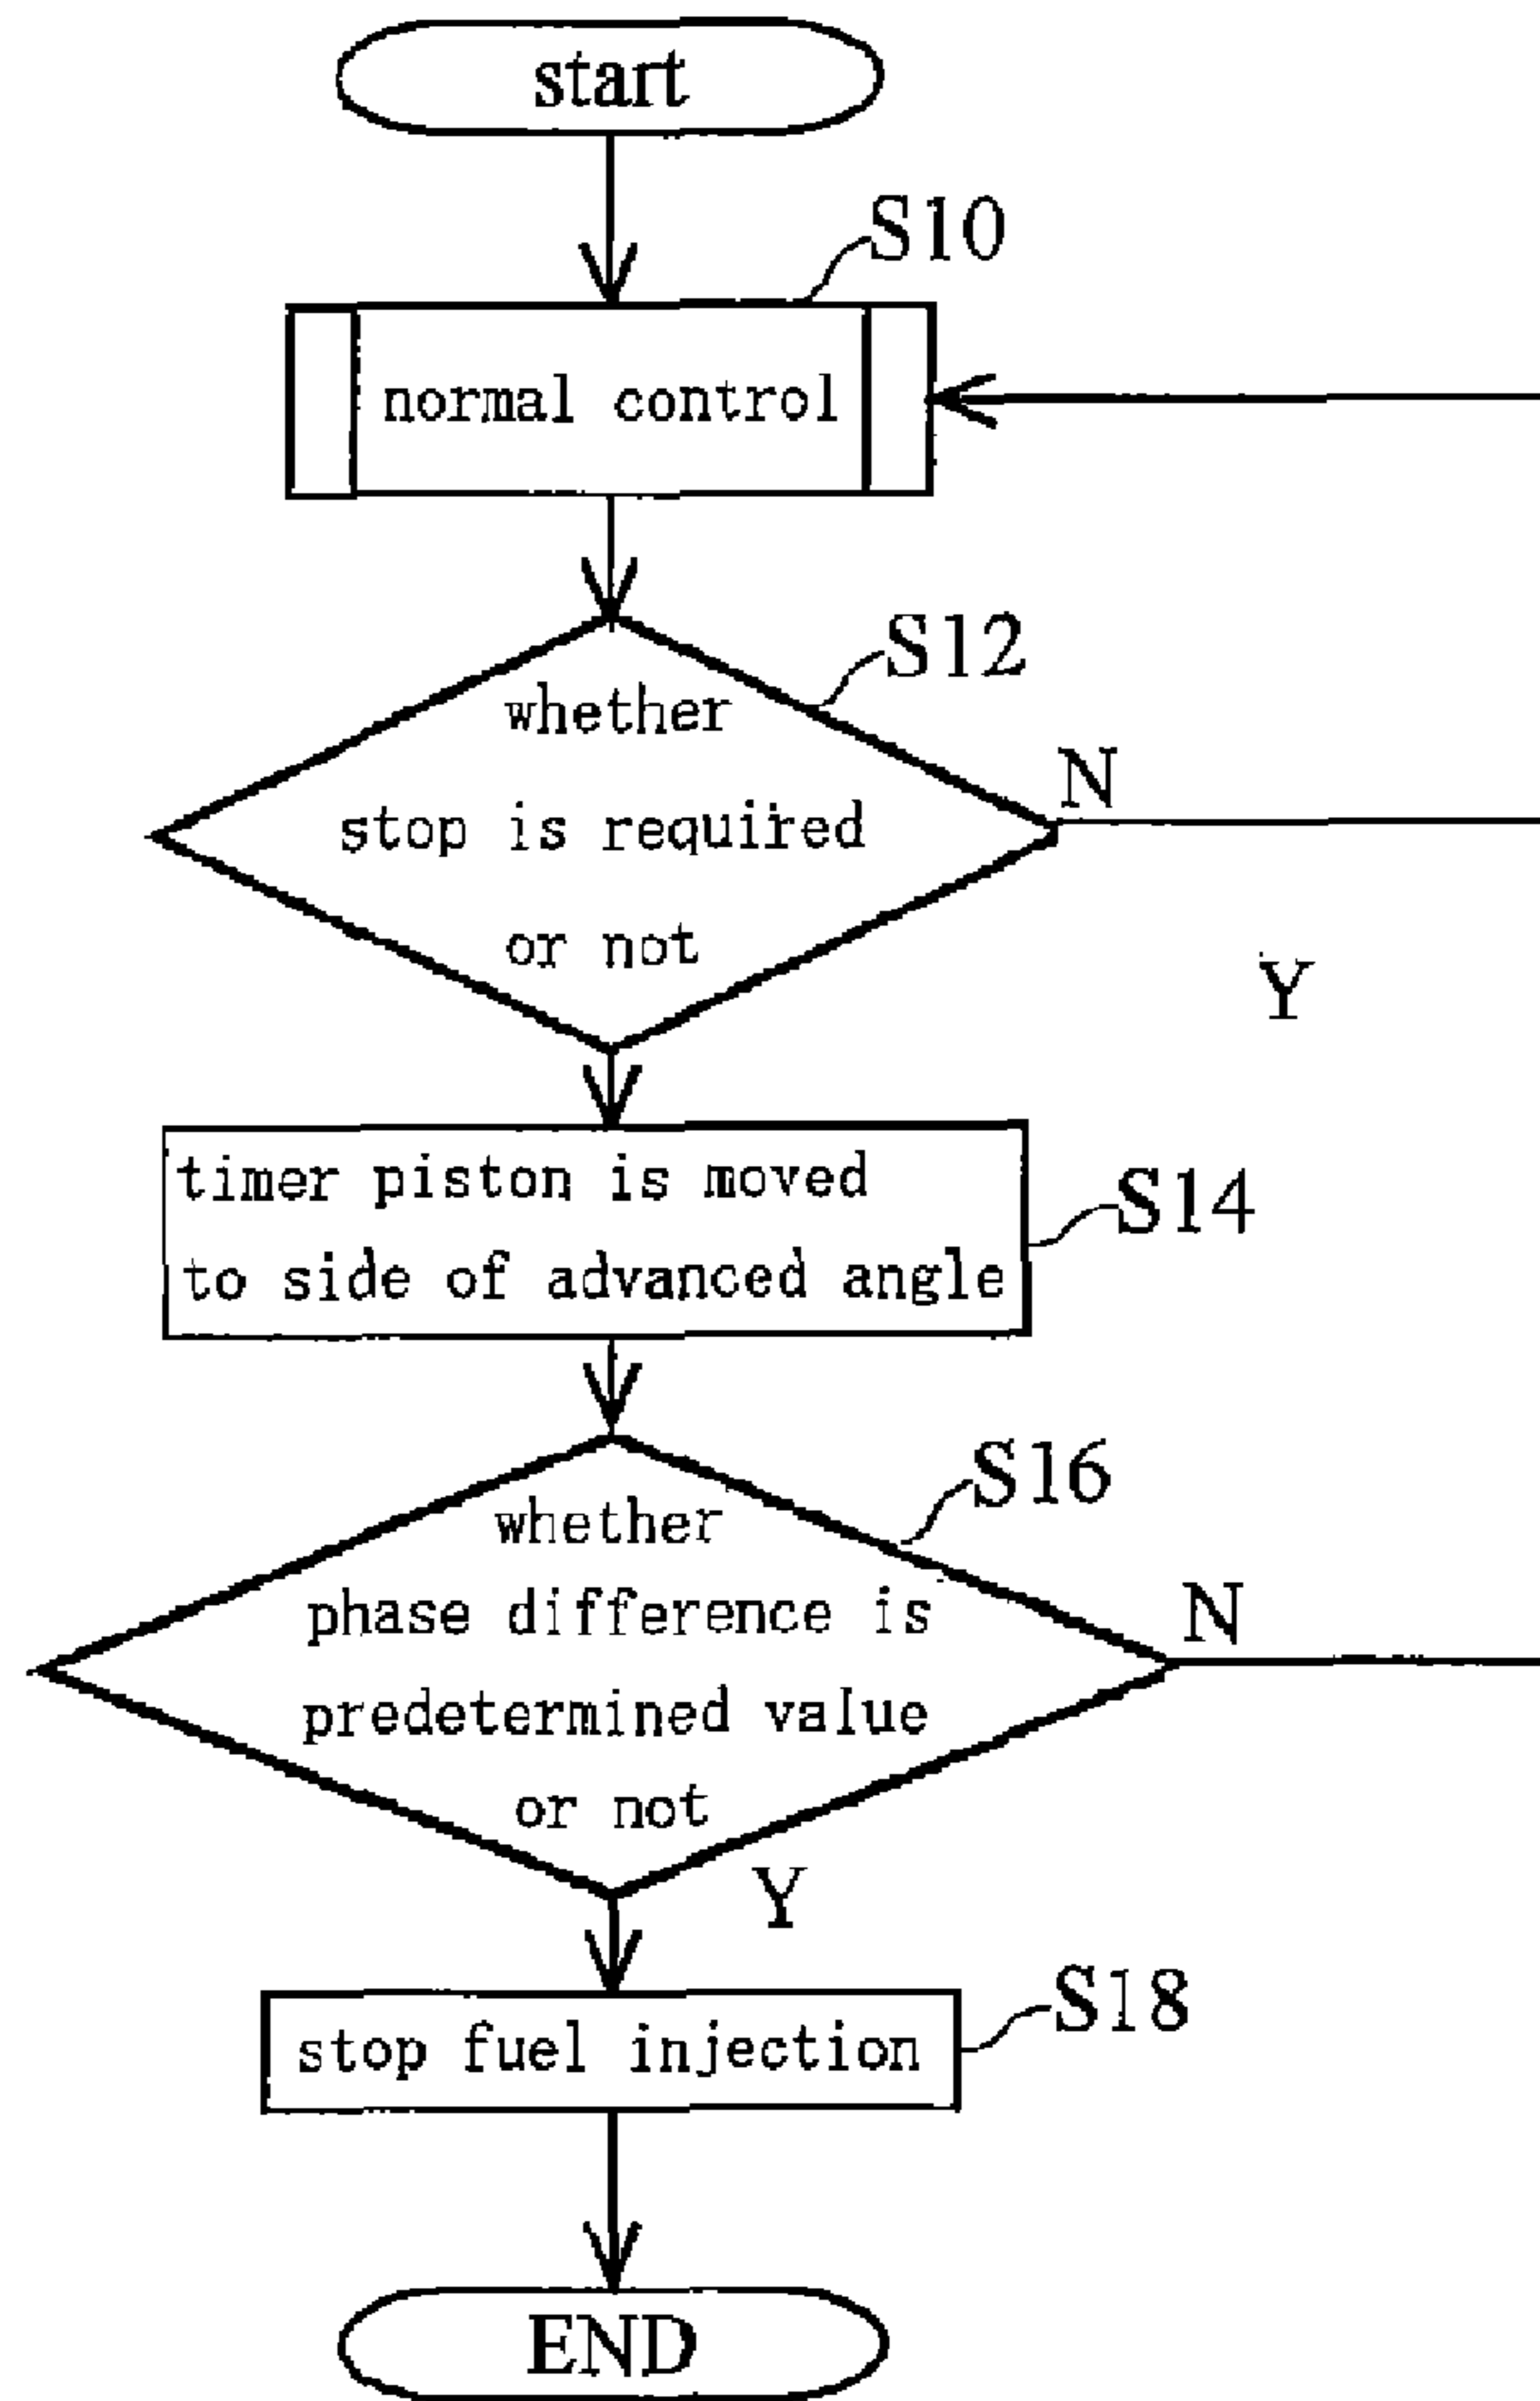 start
S10
normal control
S12
whether
stop is required
or not
N
Y
timer piston is moved
to side of advanced angle
S14
S16
whether
phase difference is
predetermined value
or not
N
Y
stop fuel injection
S18
END